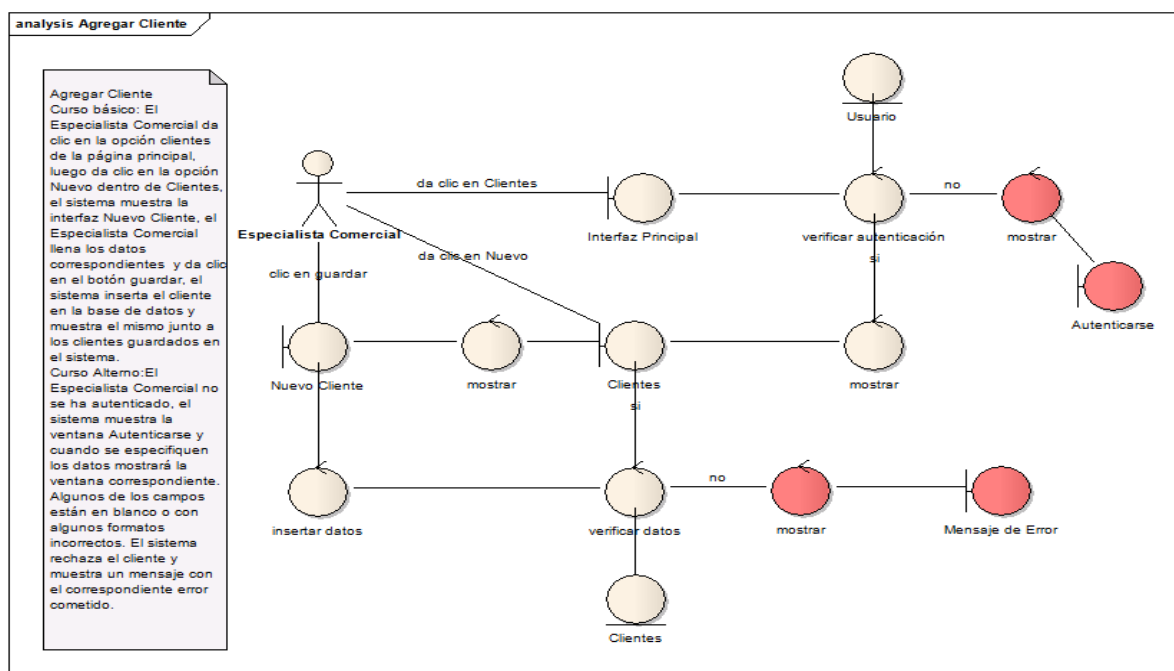 analysis Agregar Cliente
Agregar Cliente
Curso básico: El
Especialista Comercial da
clic en la opción clientes
de la página principal,
luego da clic en la opción
Nuevo dentro de Clientes,
el sistema muestra la
interfaz Nuevo Cliente, el
Especialista Comercial
llena los datos
correspondientes y da clic
en el botón guardar, el
sistema inserta el cliente
en la base de datos y
muestra el mismo junto a
los clientes guardados en
el sistema.
Curso Alterno:El
Especialista Comercial no
se ha autenticado, el
sistema muestra la
ventana Autenticarse y
cuando se especifiquen
los datos mostrará la
ventana correspondiente.
Algunos de los campos
están en blanco o con
algunos formatos
incorrectos. El sistema
rechaza el cliente y
muestra un mensaje con
el correspondiente error
cometido.
Usuario
da clic en Clientes
no
Especialista Comercial
Interfaz Principal
verificar autenticación
mostrar
da clic en Nuevo
si
clic en guardar
Autenticarse
Nuevo Cliente
mostrar
Clientes
mostrar
si
no
insertar datos
verificar datos
mostrar
Mensaje de Error
Clientes